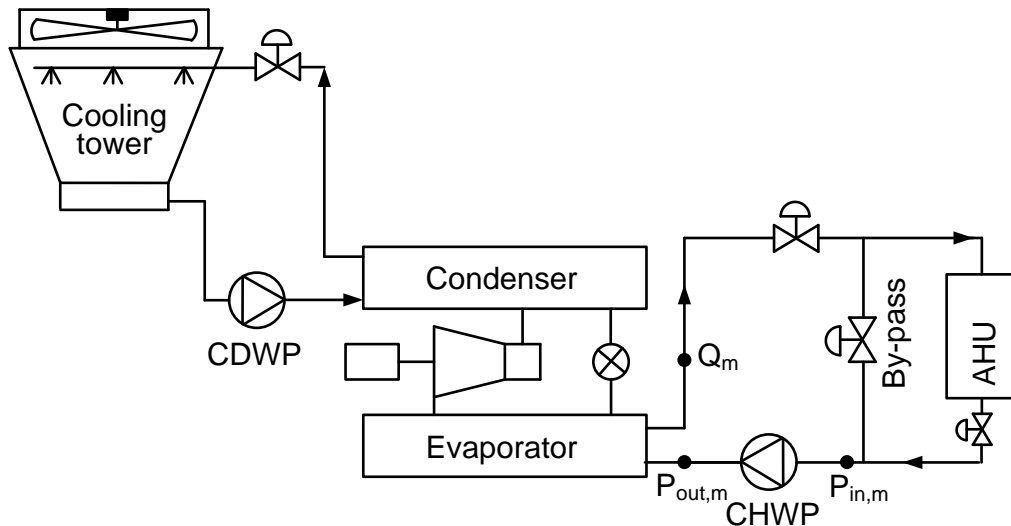 Cooling
tower
Condenser
CDWP
By-pass
AHU
Qm
Evaporator
Pout,m
CHWP
Pin,m